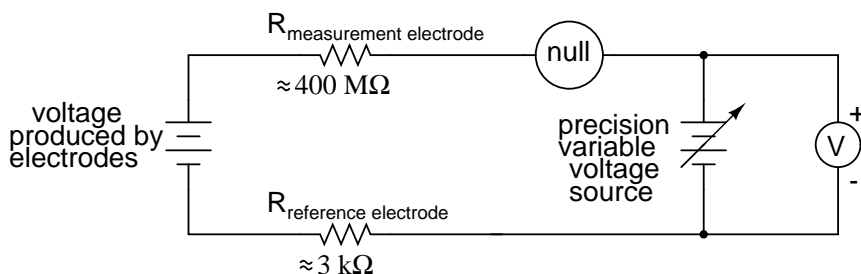 R measurement electrode
≈ 400 MΩ
null
voltage
produced by
electrodes
precision
variable
voltage
source
+
V
-
R reference electrode
≈ 3 kΩ